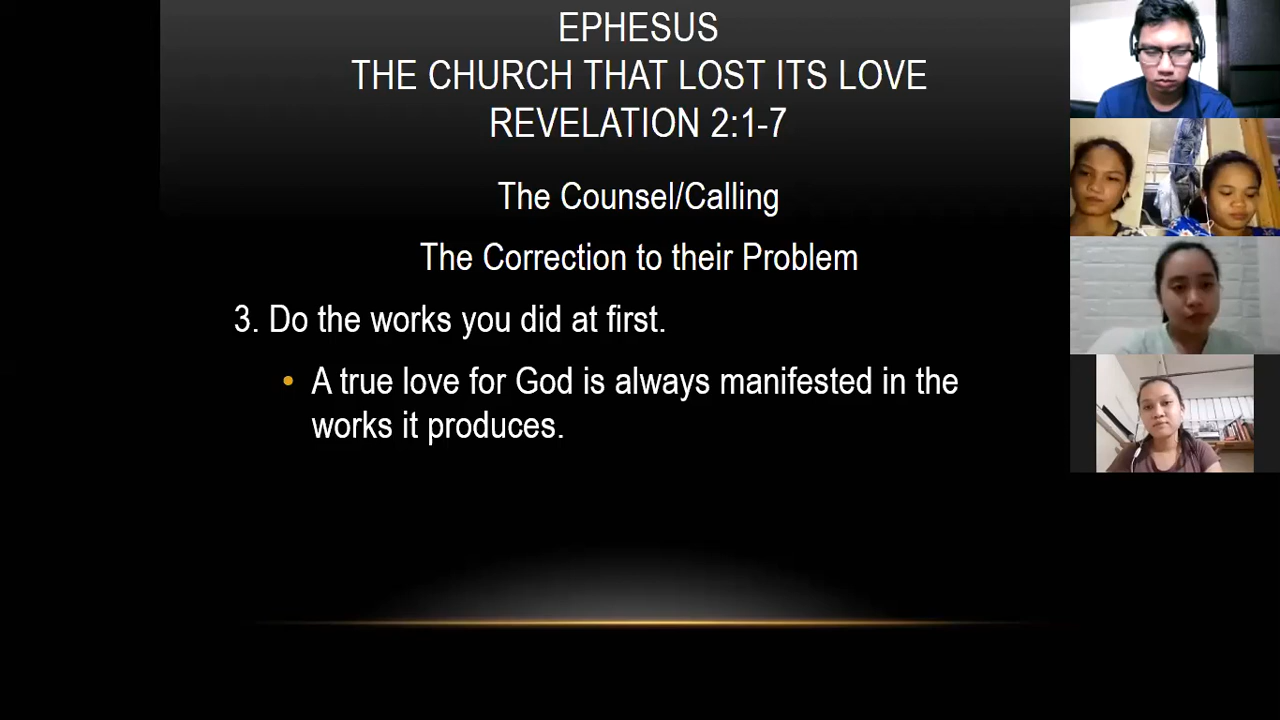 EPHESUS
THE CHURCH THAT LOST ITS LOVE
REVELATION 2:1-7
The Counsel/Calling
The Correction to their Problem
3. Do the works you did at first.
• A true love for God is always manifested in the
works it produces.